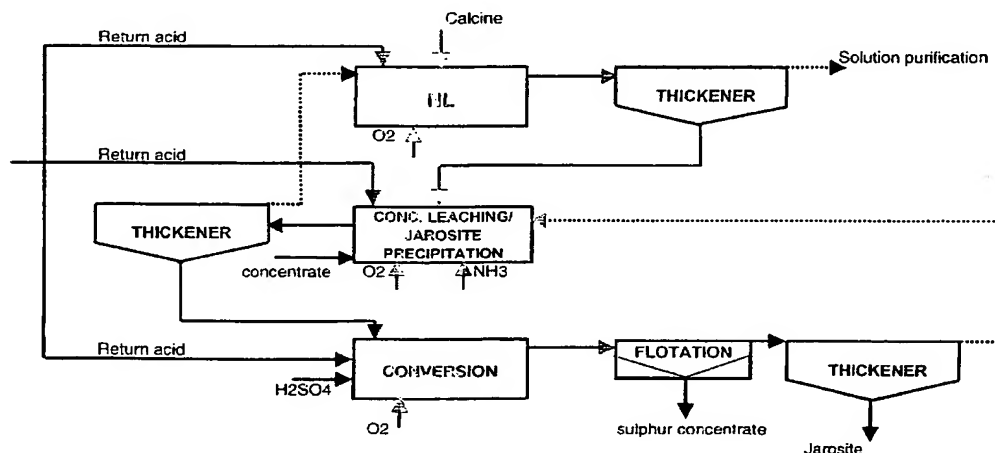 Calcine
Return acid
Solution purification
NL
THICKENER
O2
Return acid
CONC. LEACHING/
JAROSITE
PRECIPITATION
THICKENER
concentrate
O2
NH3
Return acid
CONVERSION
FLOTATION
THICKENER
H2SO4
O2
sulphur concentrate
Jarosite